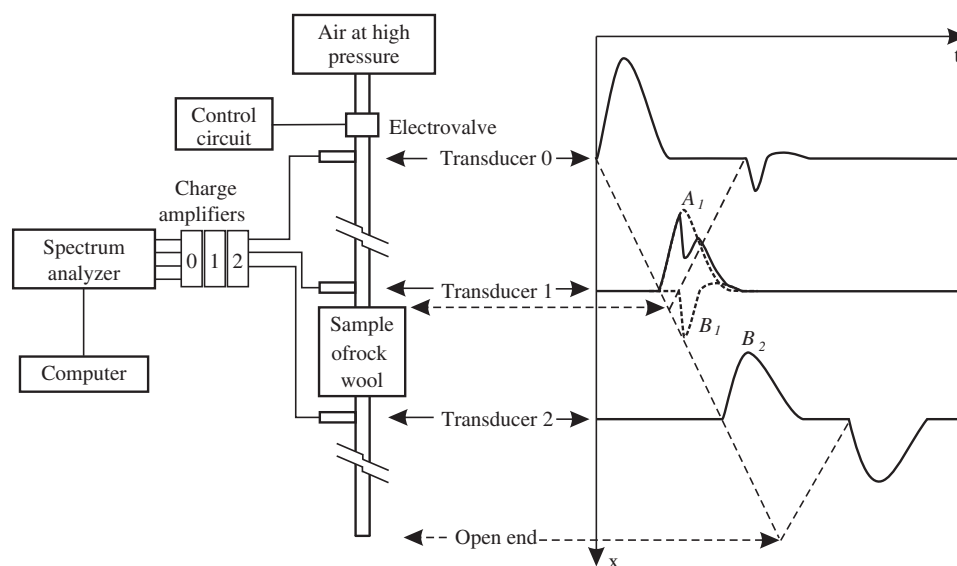 Air at high
pressure
t
Control
circuit
Electrovalve
Transducer 0
Charge
amplifiers
A1
Spectrum
analyzer
0 1 2
Transducer 1
Sample
ofrock
wool
B1
B2
Computer
Transducer 2
Open end
x